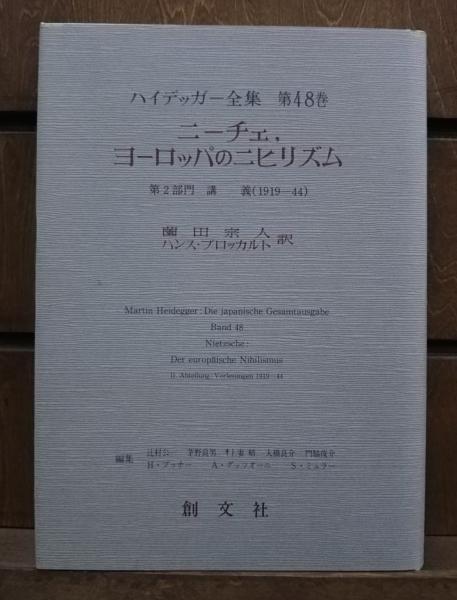 ハイデッガー全集 第48巻
ニーチェ,
ヨーロッパのニヒリズム
第2部門 講 義(1919―44)
薗田宗人
ハンス・ブロッカルト 訳
Martin Heidegger: Die japanische Gesamtausgabe
Band 48
Nietzsche:
Der europäische Nihilismus
II. Abteilung: Vorlesungen 1919―44
編集
辻村公一 茅野良男 上妻精 大橋良介 門脇俊介
H・ブァナー A・グッツオーニ S・ミュラー
創文社